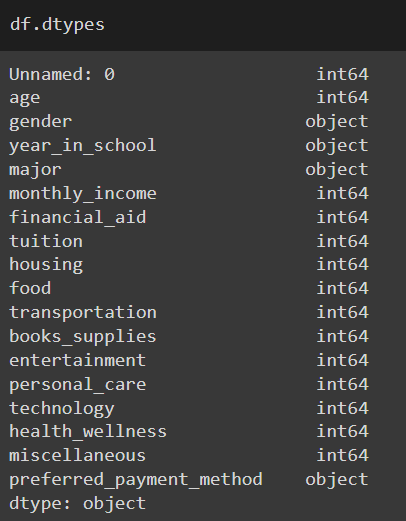 df.dtypes
Unnamed: 0 int64
age int64
gender object
year_in_school object
major object
monthly_income int64
financial_aid int64
tuition int64
housing int64
food int64
transportation int64
books_supplies int64
entertainment int64
personal_care int64
technology int64
health_wellness int64
miscellaneous int64
preferred_payment_method object
dtype: object